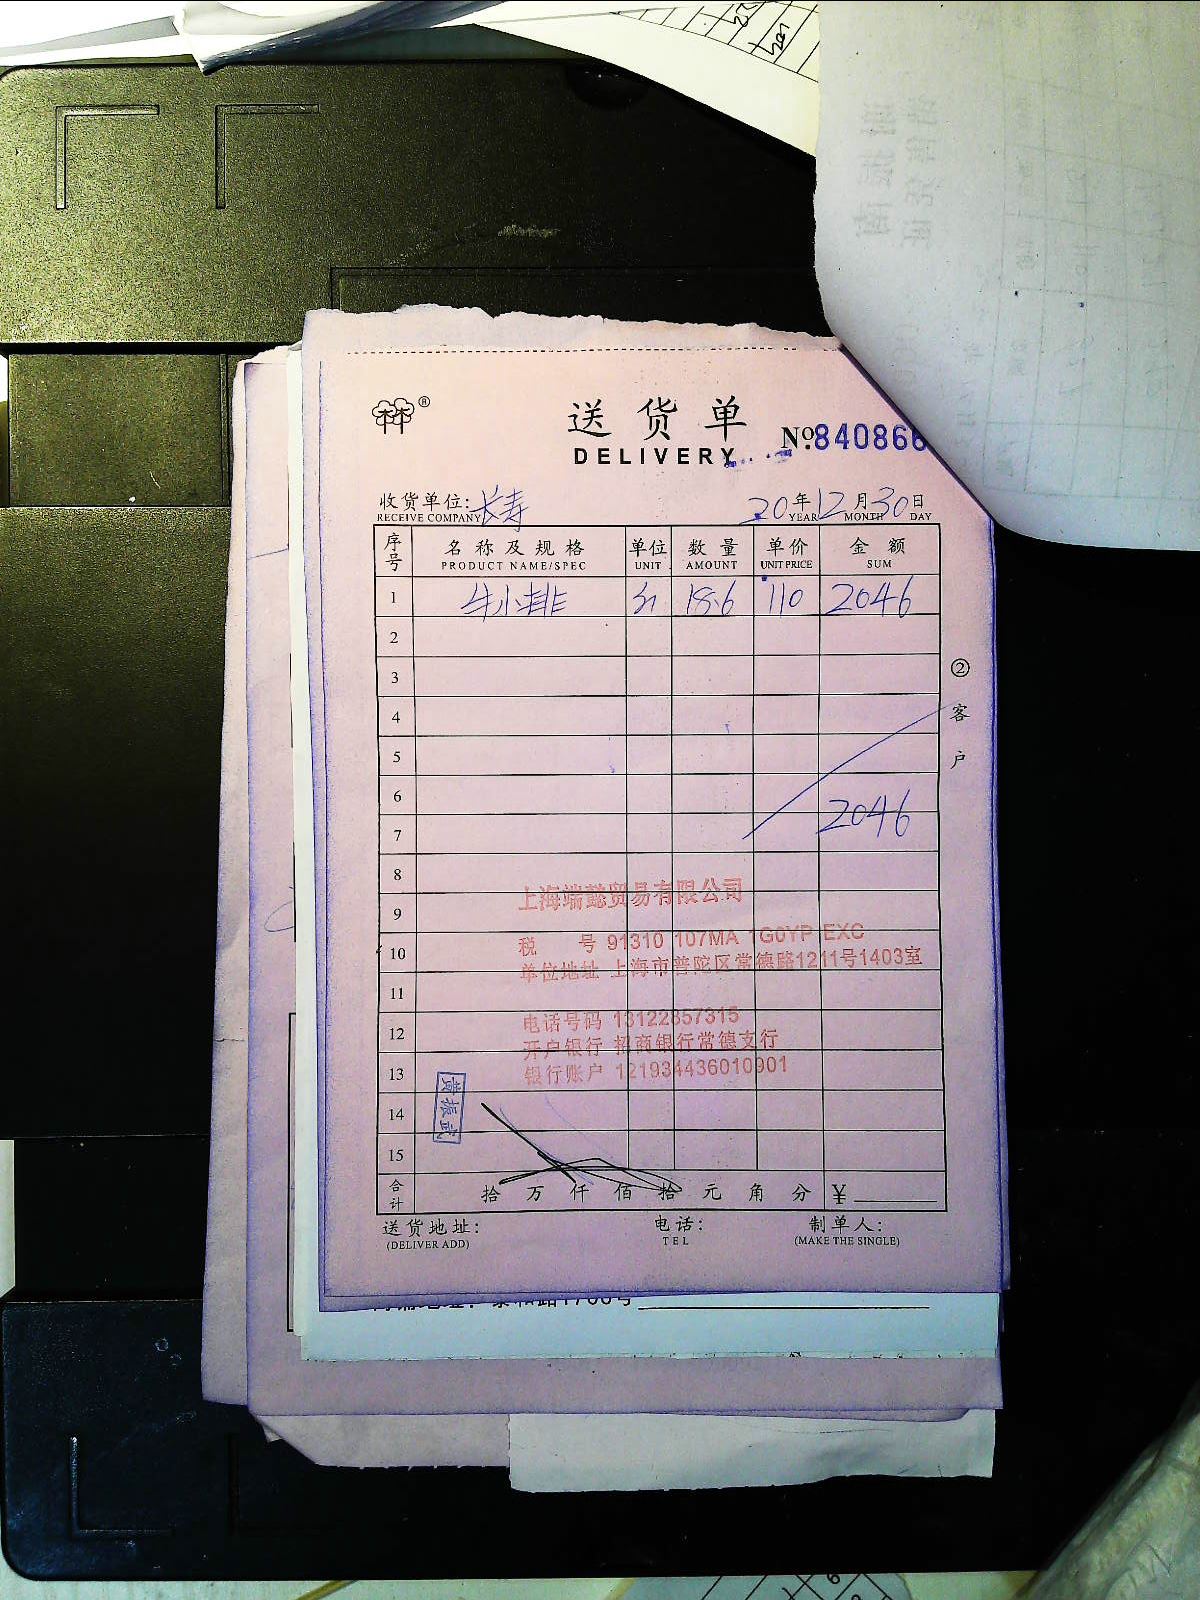 送货单
DELIVERY
№840866
收货单位: 长寿
RECEIVE COMPANY
20年12月30日
YEAR MONTH DAY
序号 名称及规格 单位 数量 单价 金额
PRODUCT NAME/SPEC UNIT AMOUNT UNIT PRICE SUM
1 牛小排 斤 18.6 110 2046
2
3
4
5
6
7 2046
8
9
10
11
12
13
14
15
② 客户
上海端懿贸易有限公司
税 号 91310 107MA 1G0YP EXC
单位地址 上海市普陀区常德路1211号1403室
电话号码 13122357315
开户银行 招商银行常德支行
银行账户 121934436010901
黄振武
合计 拾 万 仟 佰 拾 元 角 分 ¥
送货地址: 电话: 制单人:
(DELIVER ADD) TEL (MAKE THE SINGLE)